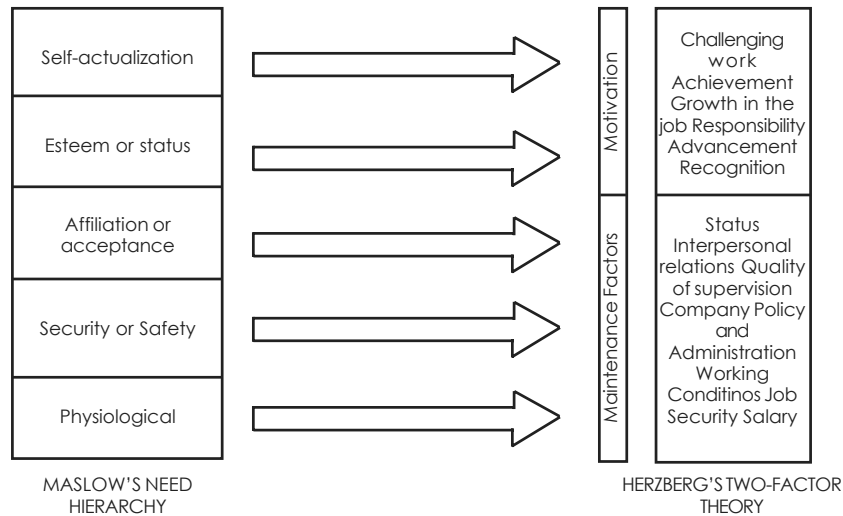 Self-actualization
Esteem or status
Affiliation or
acceptance
Security or Safety
Physiological
MASLOW'S NEED
HIERARCHY
Motivation
Maintenance Factors
Challenging
work
Achievement
Growth in the
job Responsibility
Advancement
Recognition
Status
Interpersonal
relations Quality
of supervision
Company Policy
and
Administration
Working
Conditinos Job
Security Salary
HERZBERG'S TWO-FACTOR
THEORY